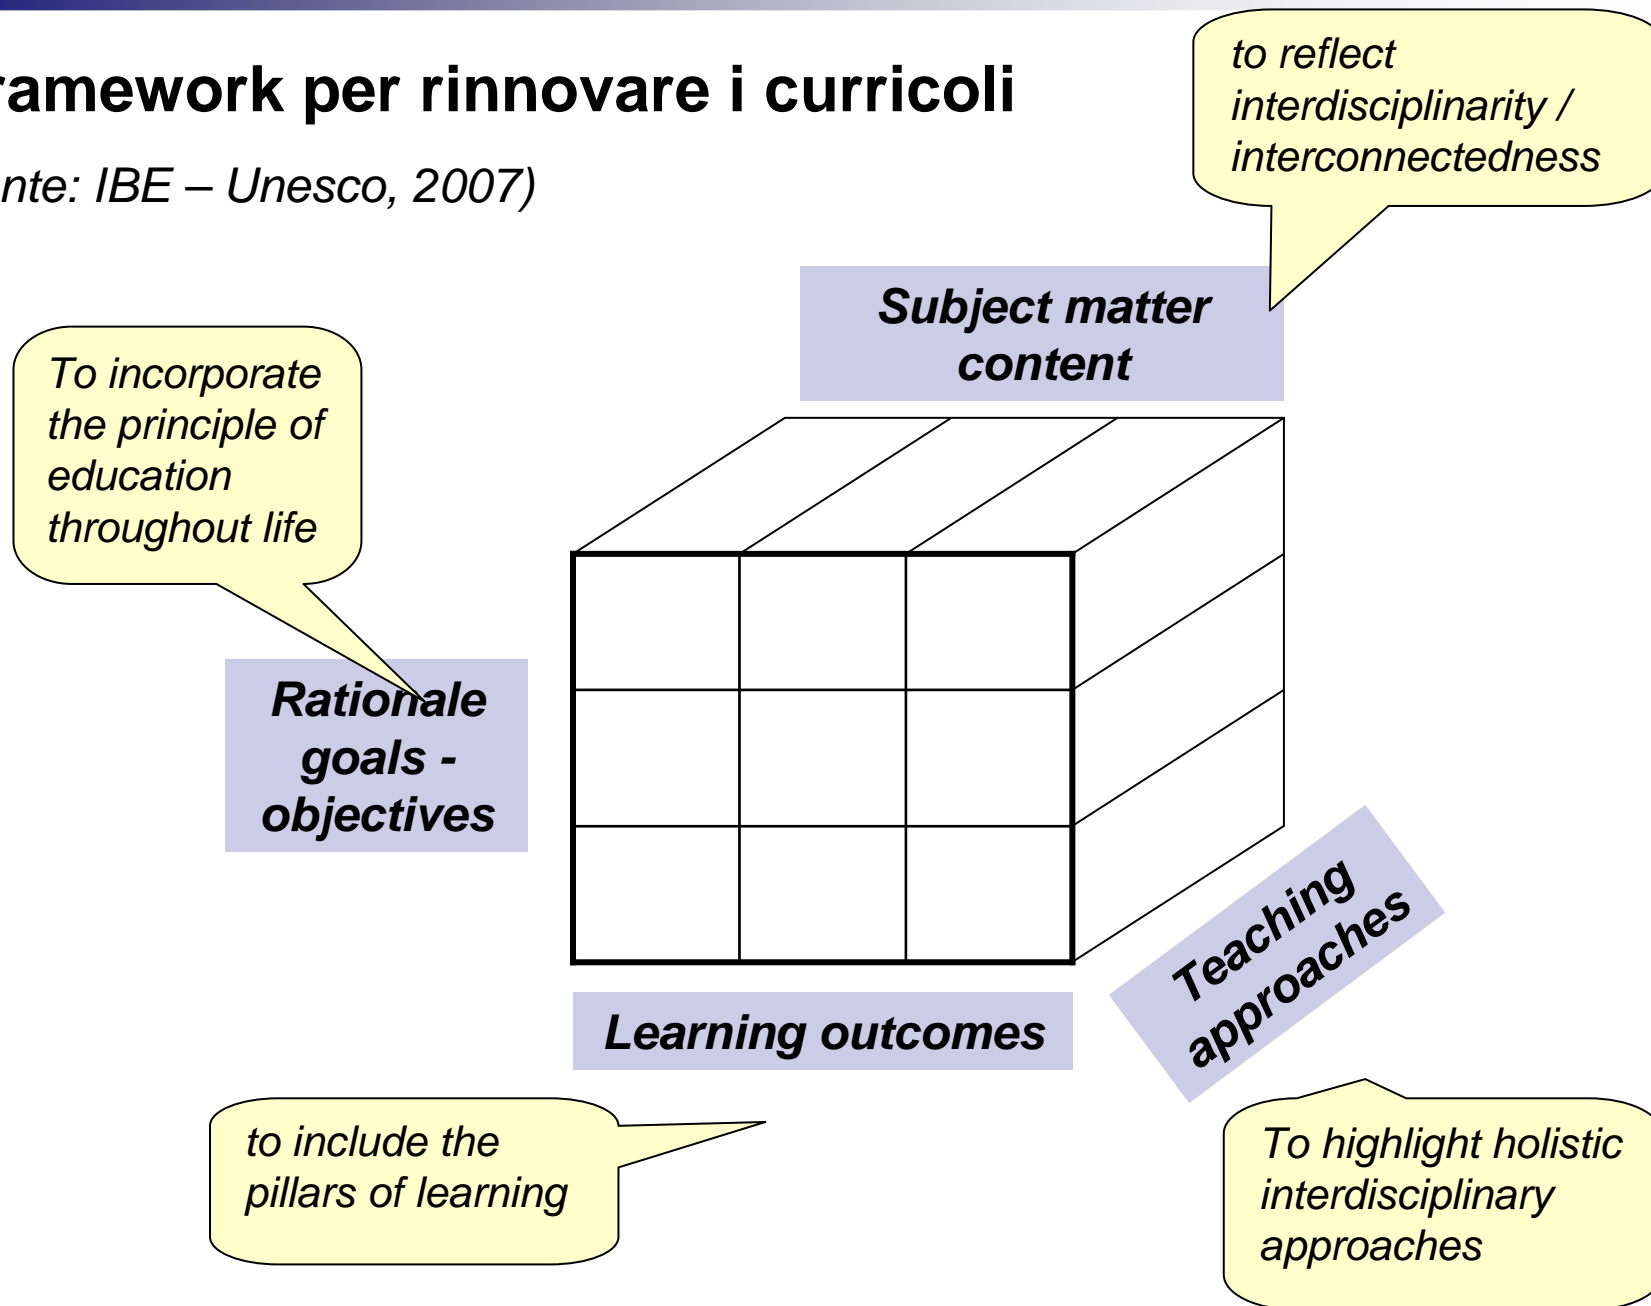 ramework per rinnovare i curricoli
nte: IBE – Unesco, 2007)
to reflect
interdisciplinarity /
interconnectedness
Subject matter
content
To incorporate
the principle of
education
throughout life
Rationale
goals -
objectives
Teaching
approaches
Learning outcomes
to include the
pillars of learning
To highlight holistic
interdisciplinary
approaches